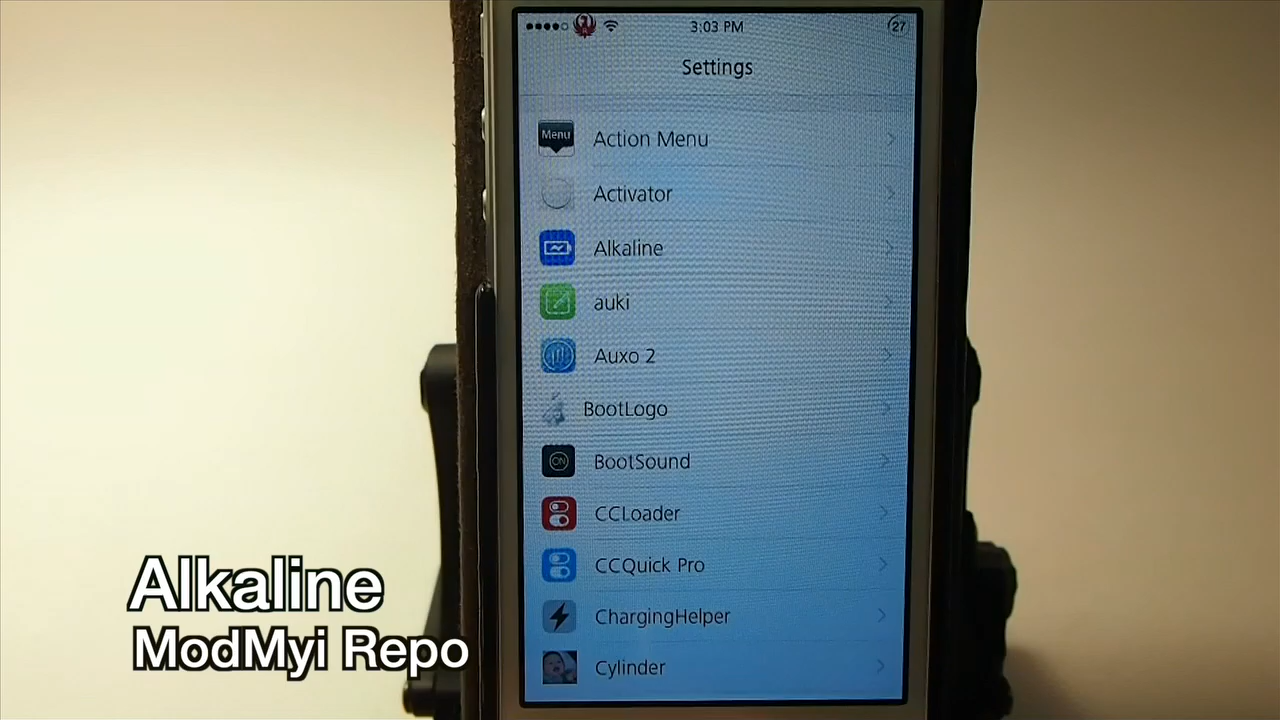 3:03 PM
27
Settings
Menu
Action Menu
Activator
Alkaline
auki
Auxo 2
BootLogo
ON
BootSound
CCLoader
CCQuick Pro
ChargingHelper
Cylinder
Alkaline
ModMyi Repo